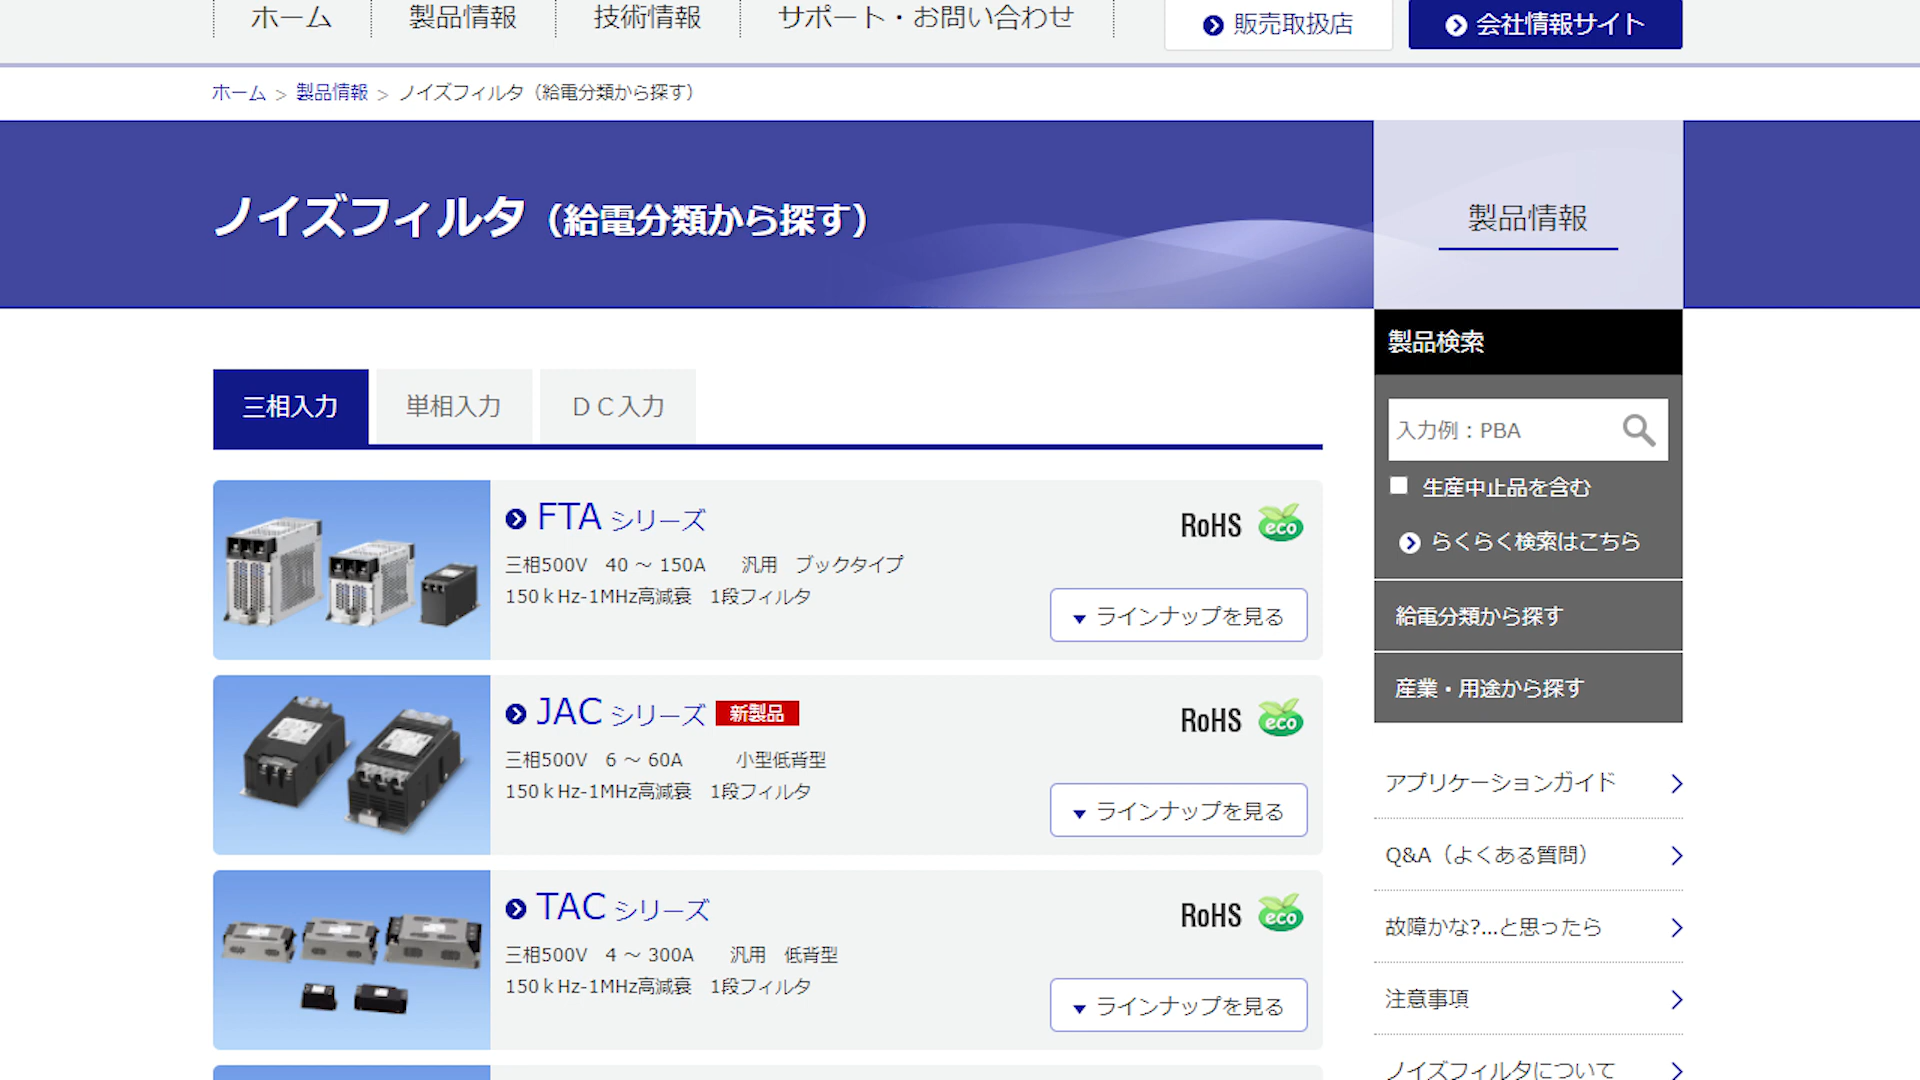 ホーム
製品情報
技術情報
サポート・お問い合わせ
販売取扱店
会社情報サイト
ホーム > 製品情報 > ノイズフィルタ（給電分類から探す）
ノイズフィルタ（給電分類から探す）
製品情報
三相入力
単相入力
ＤＣ入力
FTA シリーズ
RoHS eco
三相500V 40 ～ 150A 汎用 ブックタイプ
150ｋHz-1MHz高減衰 1段フィルタ
ラインナップを見る
JAC シリーズ 新製品
RoHS eco
三相500V 6 ～ 60A 小型低背型
150ｋHz-1MHz高減衰 1段フィルタ
ラインナップを見る
TAC シリーズ
RoHS eco
三相500V 4 ～ 300A 汎用 低背型
150ｋHz-1MHz高減衰 1段フィルタ
ラインナップを見る
製品検索
入力例：PBA
生産中止品を含む
らくらく検索はこちら
給電分類から探す
産業・用途から探す
アプリケーションガイド
Q&A（よくある質問）
故障かな?...と思ったら
注意事項
ノイズフィルタについて